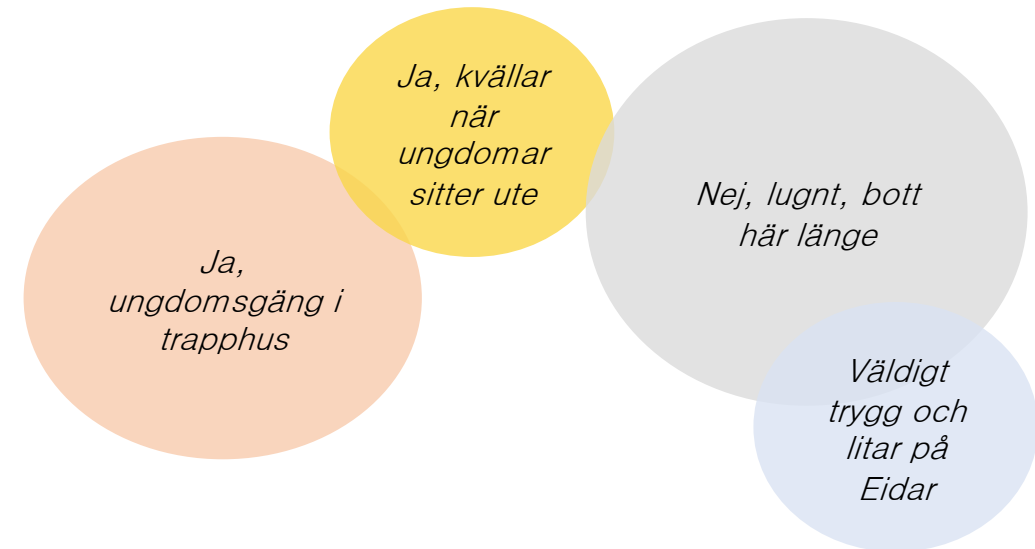 Ja, kvällar
när
ungdomar
sitter ute
Nej, lugnt, bott
här länge
Ja,
ungdomsgäng i
trapphus
Väldigt
trygg och
litar på
Eidar